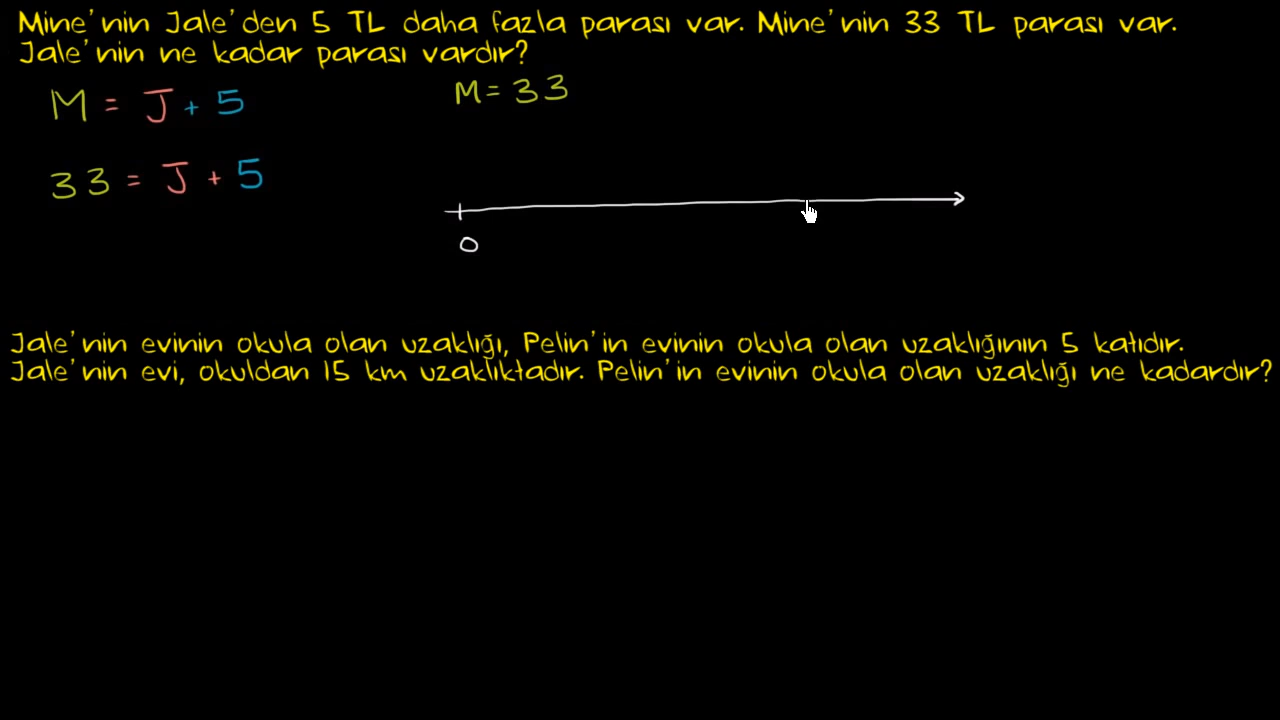 Mine'nin Jale'den 5 TL daha fazla parası var. Mine'nin 33 TL parası var.
Jale'nin ne kadar parası vardır?
M = J + 5
M = 33
33 = J + 5
0
Jale'nin evinin okula olan uzaklığı, Pelin'in evinin okula olan uzaklığının 5 katıdır.
Jale'nin evi, okuldan 15 km uzaklıktadır. Pelin'in evinin okula olan uzaklığı ne kadardır?